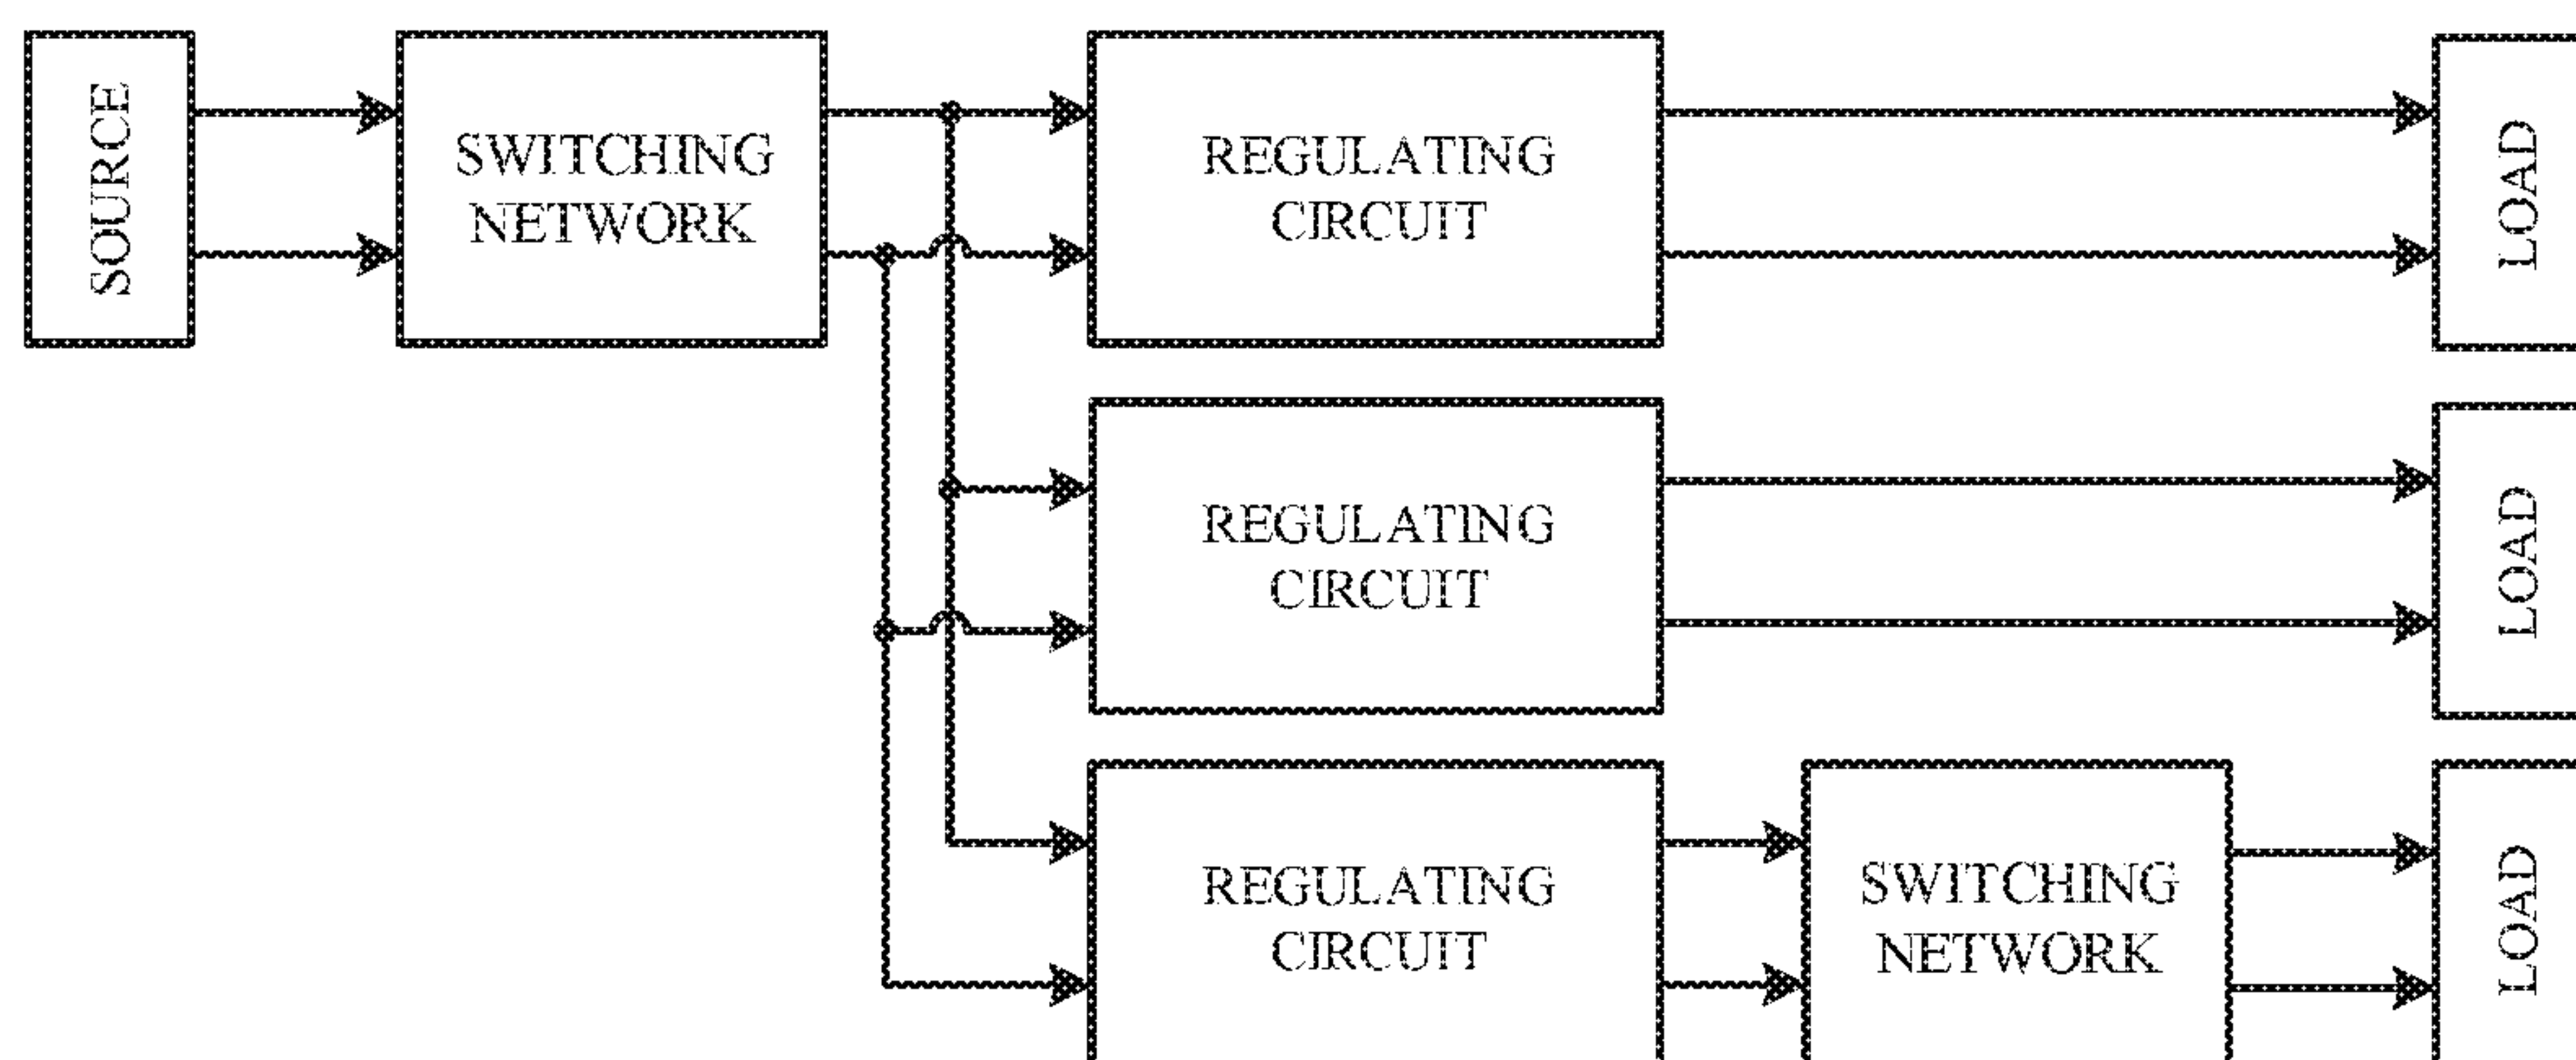 SOURCE
SWITCHING
NETWORK
REGULATING
CIRCUIT
LOAD
REGULATING
CIRCUIT
LOAD
REGULATING
CIRCUIT
SWITCHING
NETWORK
LOAD